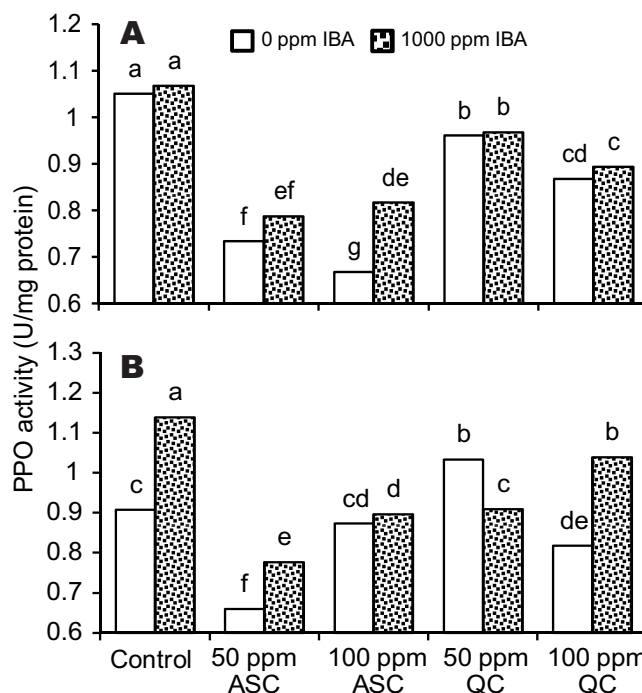 A
0 ppm IBA 1000 ppm IBA
PPO activity (U/mg protein)
1.2
1.1
1
0.9
0.8
0.7
0.6
a a
f ef
g de
b b
cd c
B
1.3
1.2
1.1
1
0.9
0.8
0.7
0.6
c a
f e
cd d
b c
de b
Control 50 ppm 100 ppm 50 ppm 100 ppm
ASC ASC QC QC